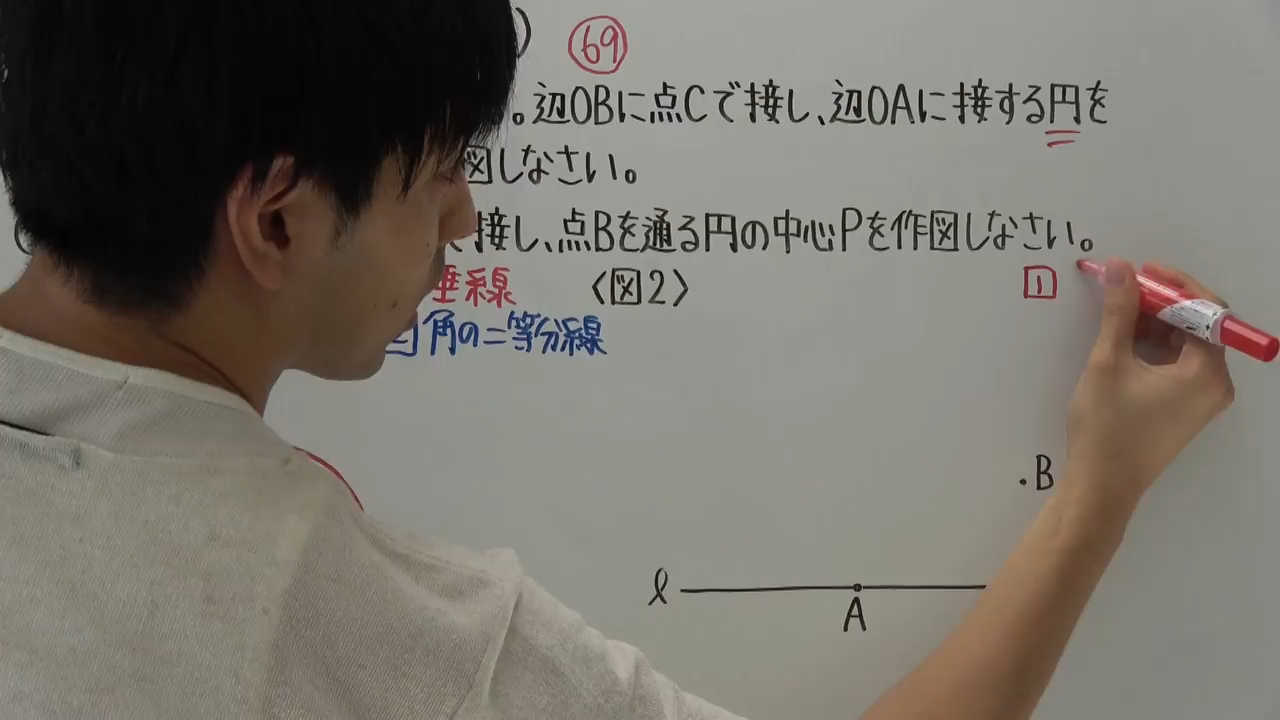 69
。辺OBに点Cで接し、辺OAに接する円を
図しなさい。
接し、点Bを通る円の中心Pを作図しなさい。
垂線 〈図2〉 1
角の二等分線
・B
ℓ
A